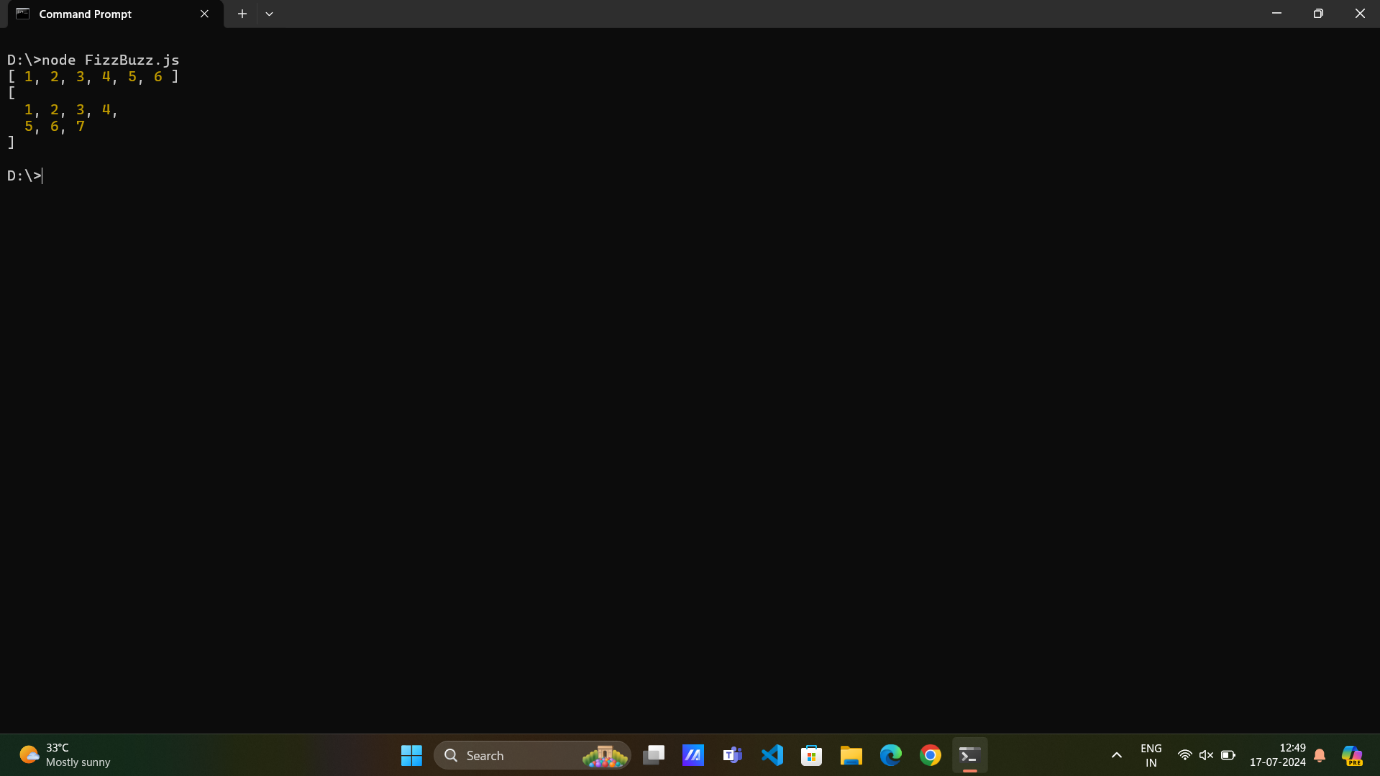 Command Prompt
D:\>node FizzBuzz.js
[ 1, 2, 3, 4, 5, 6 ]
[
  1, 2, 3, 4,
  5, 6, 7
]
D:\>
33°C
Mostly sunny
Search
ENG
IN
12:49
17-07-2024
PRE